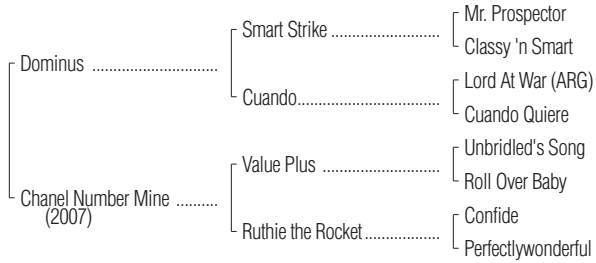 Mr. Prospector
Smart Strike ........................
Classy 'n Smart
Dominus ...........................
Lord At War (ARG)
Cuando................................
Cuando Quiere
Unbridled's Song
Value Plus ..........................
Roll Over Baby
Chanel Number Mine .........
(2007)
Confide
Ruthie the Rocket.................
Perfectlywonderful